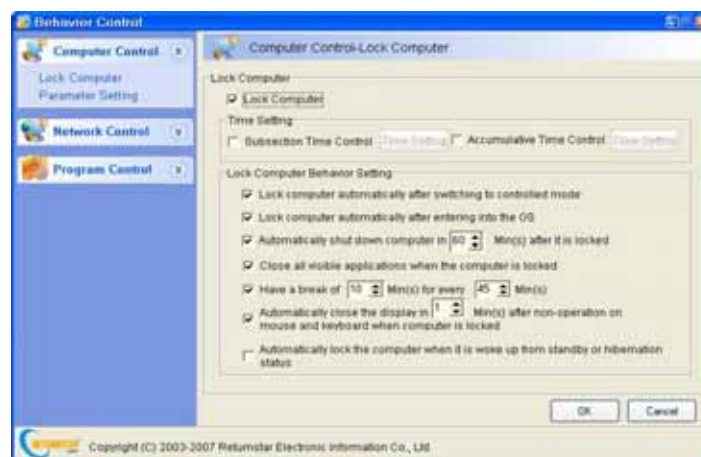 Behavior Control
Computer Control
Lock Computer
Parameter Setting
Network Control
Program Control
Computer Control-Lock Computer
Lock Computer
Lock Computer
Time Setting
Subsection Time Control Time Setting Accumulative Time Control Time Setting
Lock Computer Behavior Setting
Lock computer automatically after switching to controlled mode
Lock computer automatically after entering into the OS
Automatically shut down computer in 60 Min(s) after it is locked
Close all visible applications when the computer is locked
Have a break of 10 Min(s) for every 45 Min(s)
Automatically close the display in 1 Min(s) after non-operation on
mouse and keyboard when computer is locked
Automatically lock the computer when it is woke up from standby or hibernation
status
OK Cancel
Copyright (C) 2003-2007 Returnstar Electronic Information Co., Ltd